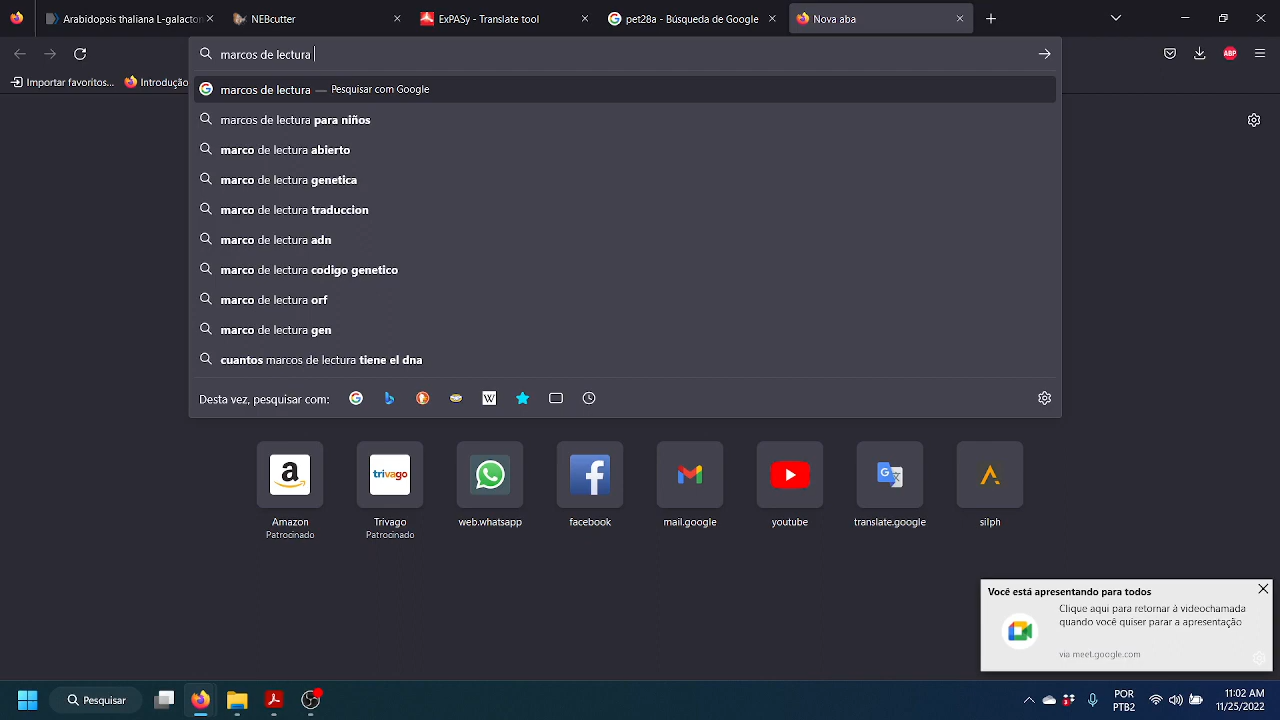 Arabidopsis thaliana L-galacton
NEBcutter
ExPASy - Translate tool
pet28a - Búsqueda de Google
Nova aba
marcos de lectura
ABP
Importar favoritos...
Introdução
marcos de lectura — Pesquisar com Google
marcos de lectura para niños
marco de lectura abierto
marco de lectura genetica
marco de lectura traduccion
marco de lectura adn
marco de lectura codigo genetico
marco de lectura orf
marco de lectura gen
cuantos marcos de lectura tiene el dna
Desta vez, pesquisar com:
trivago
Amazon
Trivago
web.whatsapp
facebook
mail.google
youtube
translate.google
silph
Patrocinado
Patrocinado
Você está apresentando para todos
Clique aqui para retornar à videochamada
quando você quiser parar a apresentação
via meet.google.com
Pesquisar
POR
PTB2
11:02 AM
11/25/2022